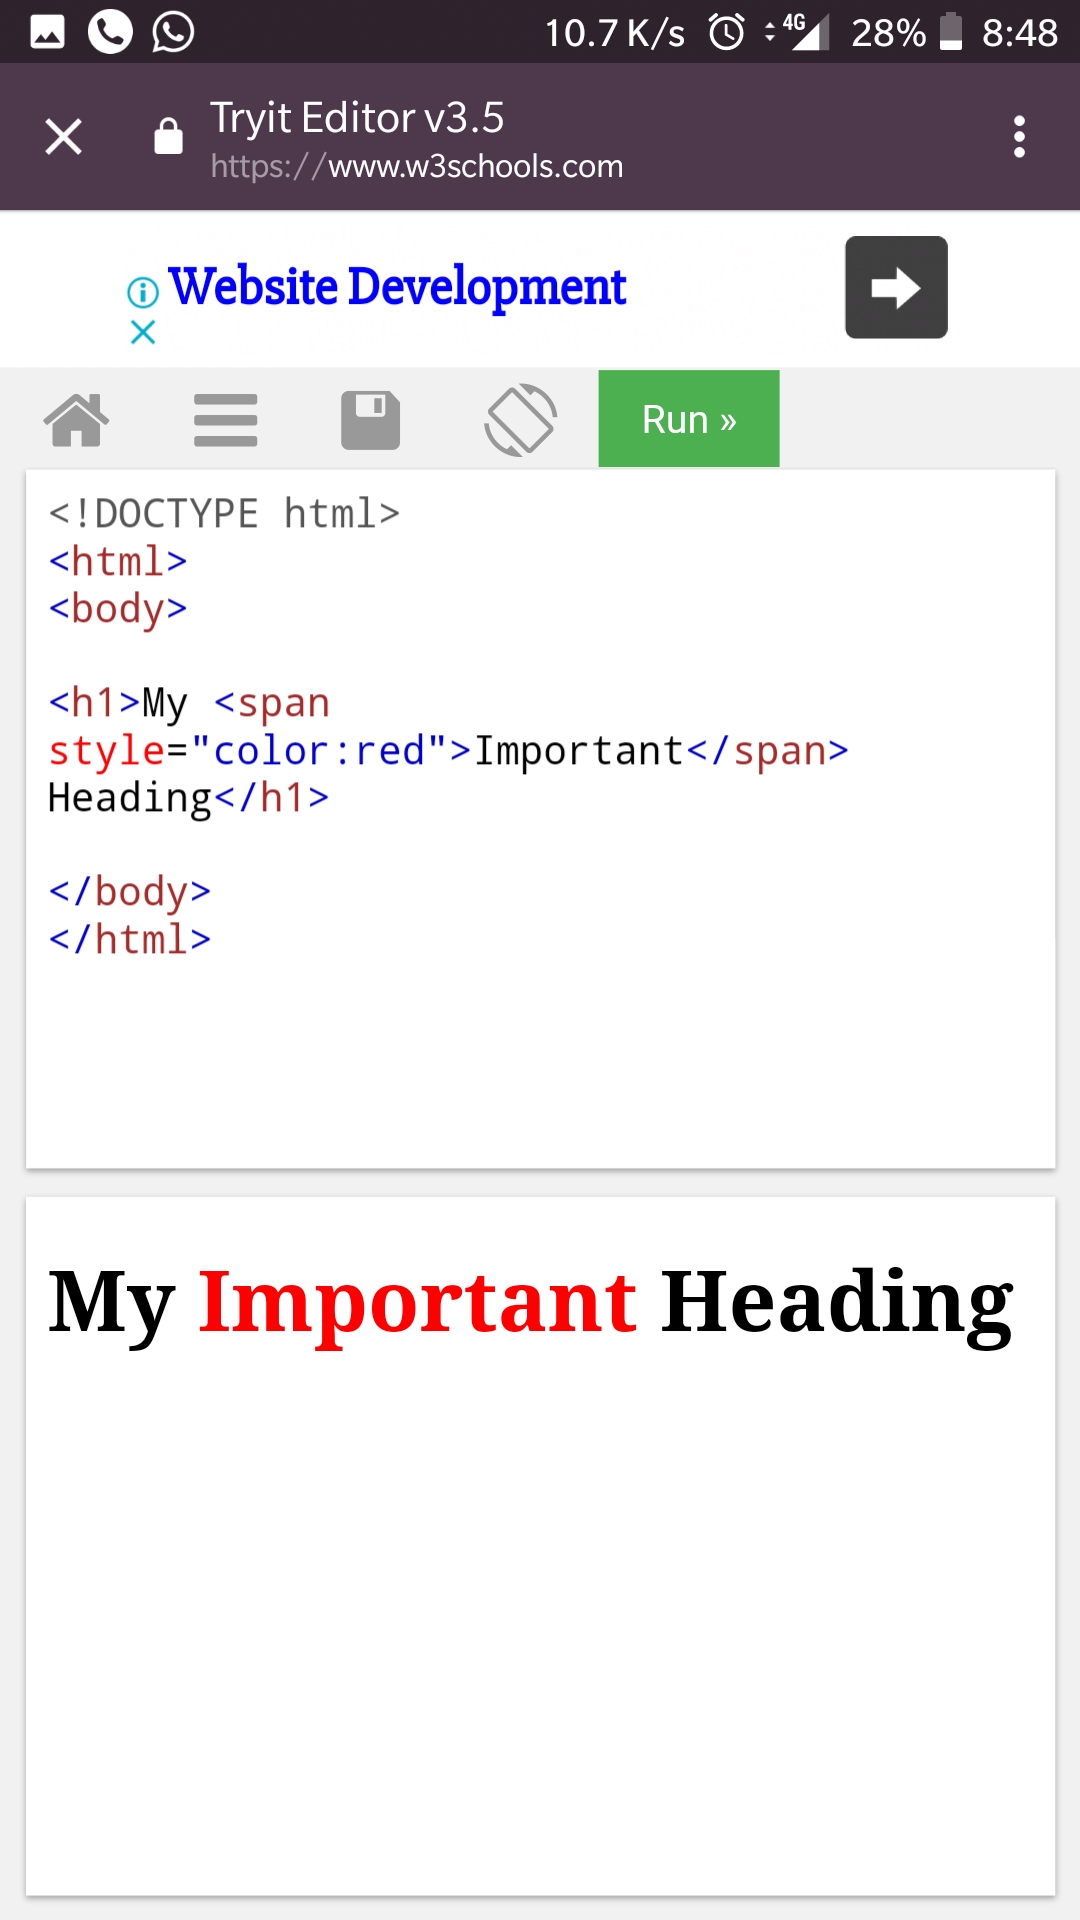 10.7 K/s 4G 28% 8:48
Tryit Editor v3.5
https://www.w3schools.com
Website Development
Run »
<!DOCTYPE html>
<html>
<body>
<h1>My <span
style="color:red">Important</span>
Heading</h1>
</body>
</html>
My Important Heading